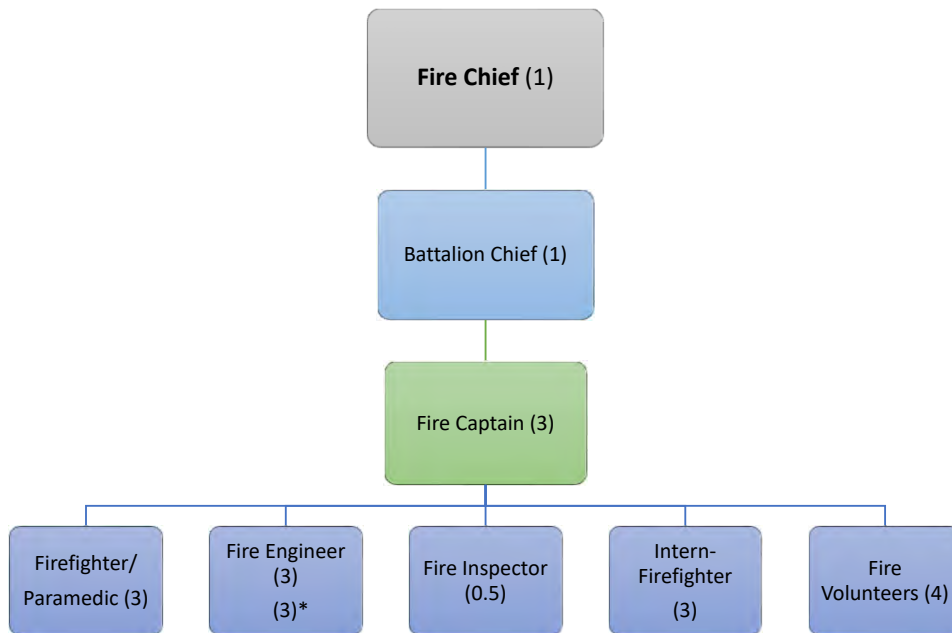 Fire Chief (1)
Battalion Chief (1)
Fire Captain (3)
Firefighter/
Paramedic (3)
Fire Engineer
(3)
(3)*
Fire Inspector
(0.5)
Intern-
Firefighter
(3)
Fire
Volunteers (4)